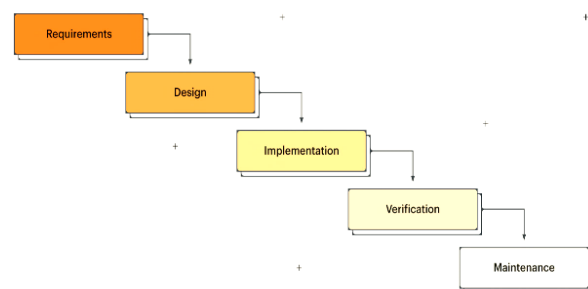 Requirements
Design
Implementation
Verification
Maintenance